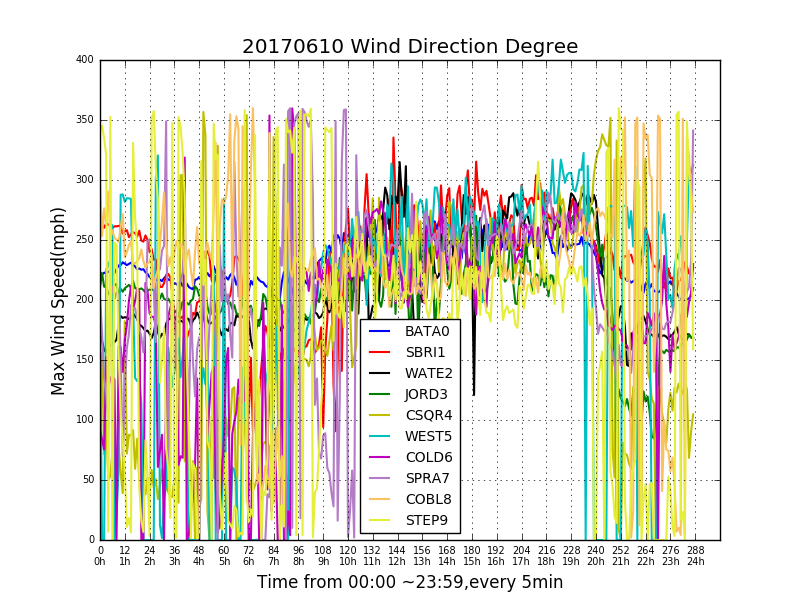 20170610 Wind Direction Degree
Max Wind Speed(mph)
400
350
300
250
200
150
100
50
0
BATA0
SBRI1
WATE2
JORD3
CSQR4
WEST5
COLD6
SPRA7
COBL8
STEP9
0 12 24 36 48 60 72 84 96 108 120 132 144 156 168 180 192 204 216 228 240 252 264 276 288
0h 1h 2h 3h 4h 5h 6h 7h 8h 9h 10h 11h 12h 13h 14h 15h 16h 17h 18h 19h 20h 21h 22h 23h 24h
Time from 00:00 ~23:59,every 5min